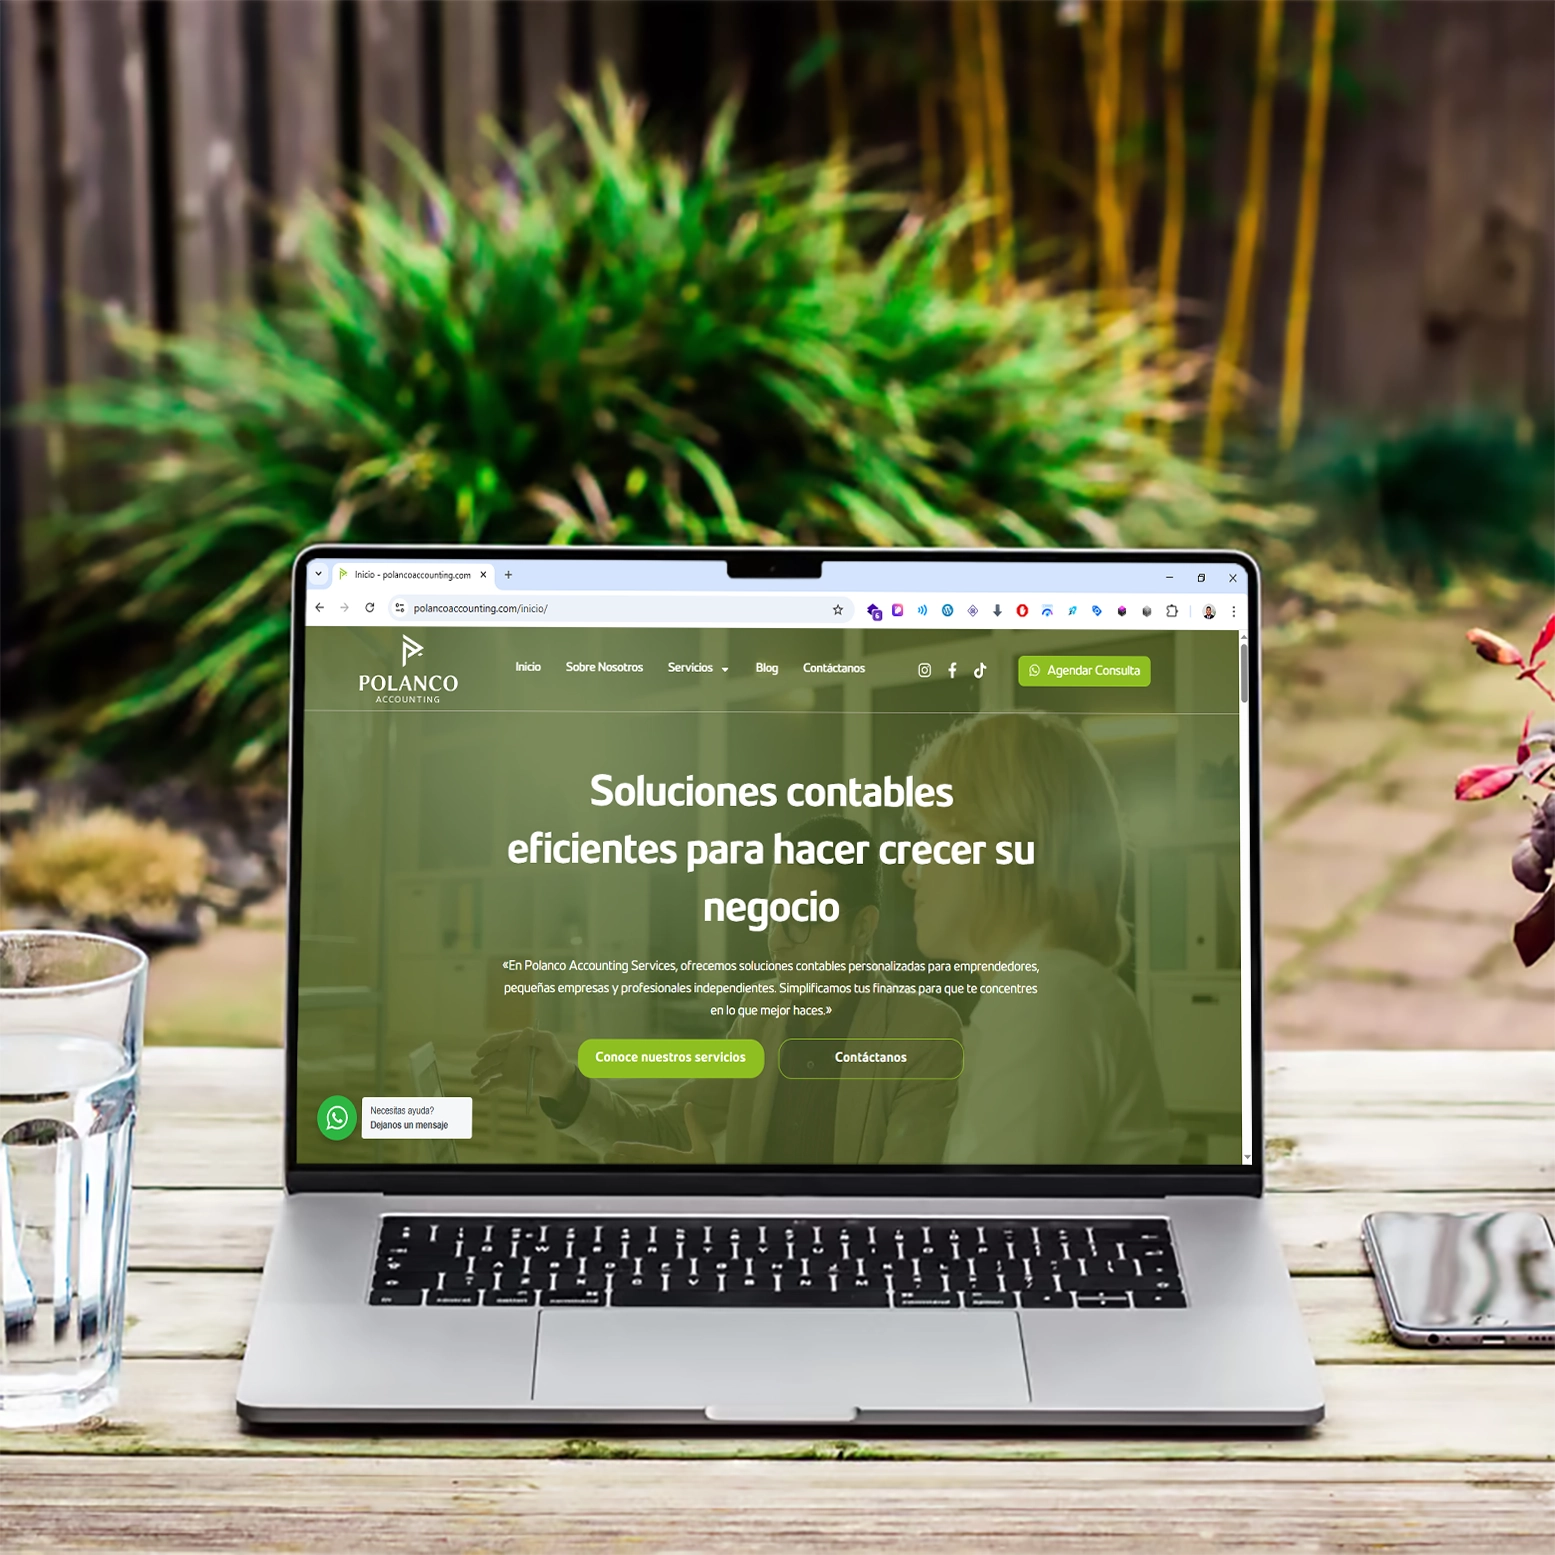 Inicio - polancoaccounting.com
polancoaccounting.com/inicio/
POLANCO
ACCOUNTING
Inicio Sobre Nosotros Servicios Blog Contáctanos
Agendar Consulta
Soluciones contables
eficientes para hacer crecer su
negocio
«En Polanco Accounting Services, ofrecemos soluciones contables personalizadas para emprendedores,
pequeñas empresas y profesionales independientes. Simplificamos tus finanzas para que te concentres
en lo que mejor haces.»
Conoce nuestros servicios Contáctanos
Necesitas ayuda?
Dejanos un mensaje